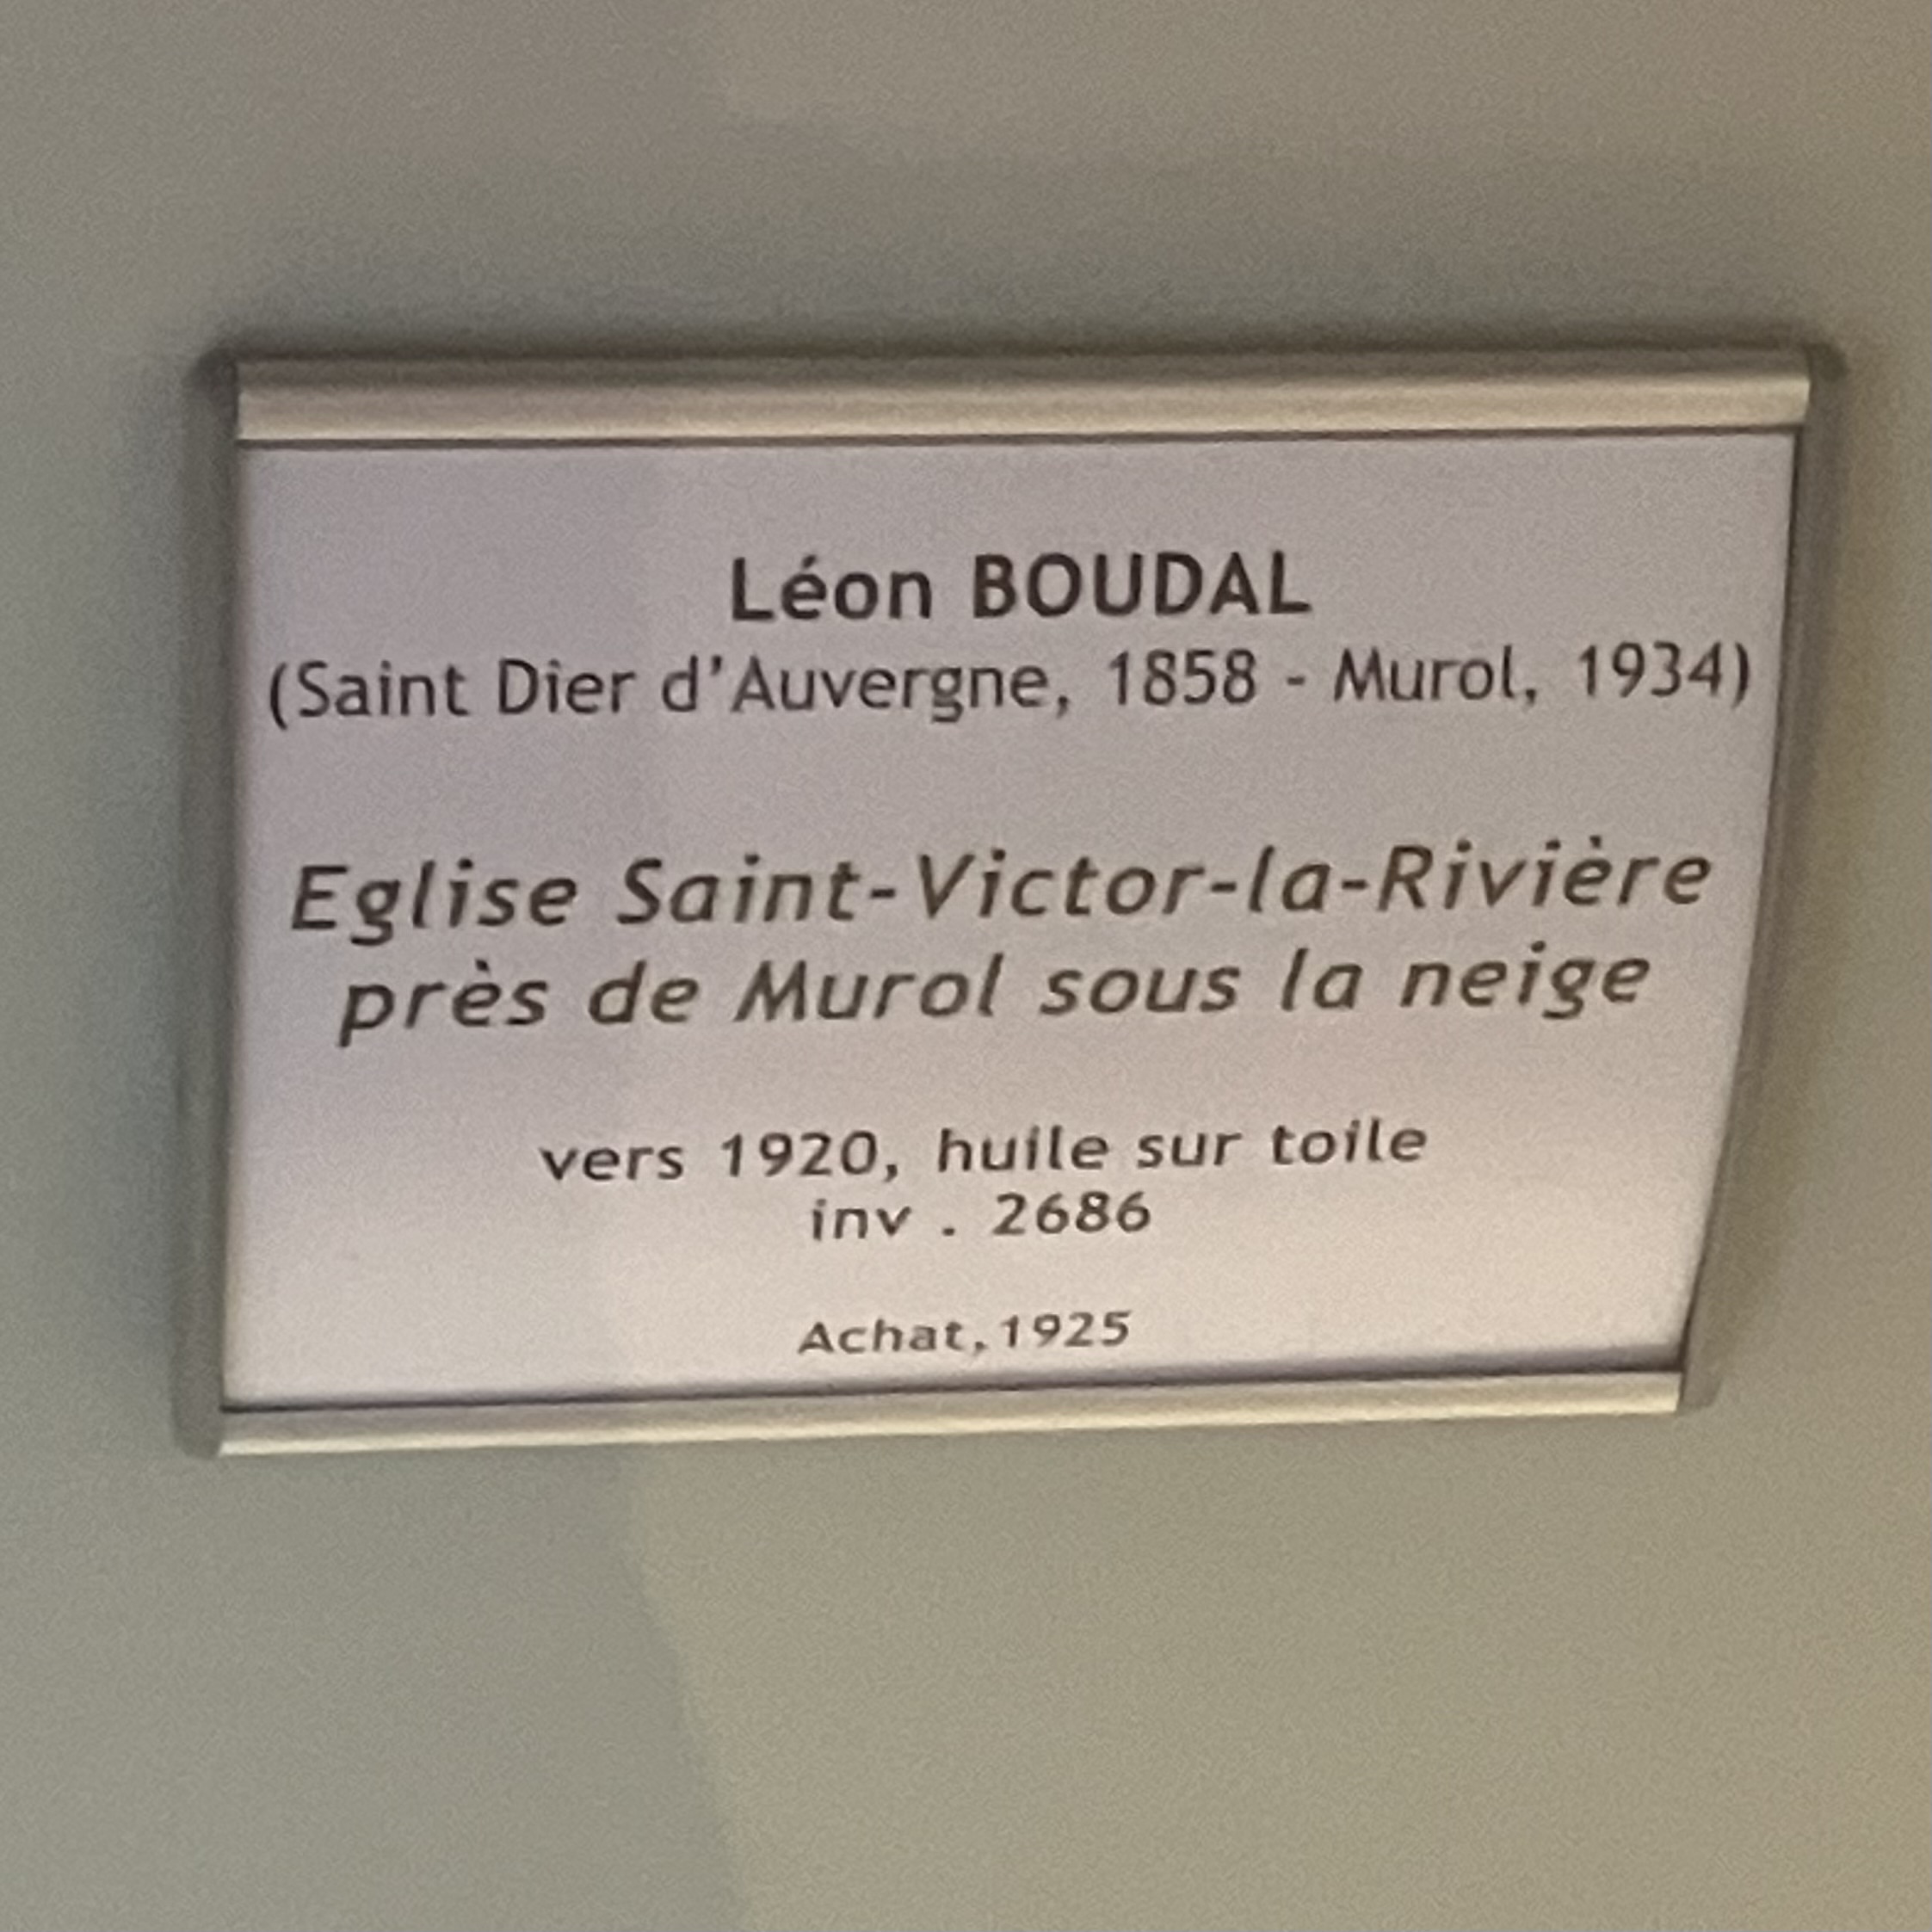 Léon BOUDAL
(Saint Dier d'Auvergne, 1858 - Murol, 1934)
Eglise Saint-Victor-la-Rivière
près de Murol sous la neige
vers 1920, huile sur toile
inv . 2686
Achat,1925